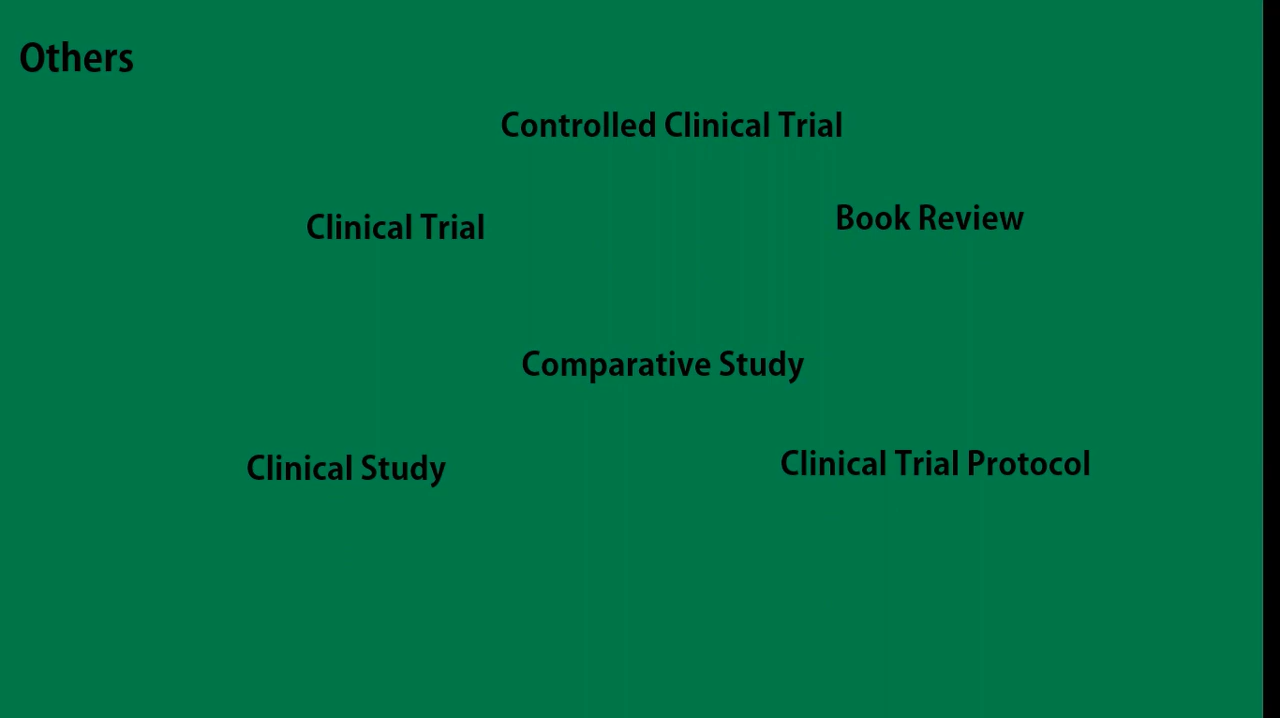 Others
Controlled Clinical Trial
Clinical Trial
Book Review
Comparative Study
Clinical Study
Clinical Trial Protocol